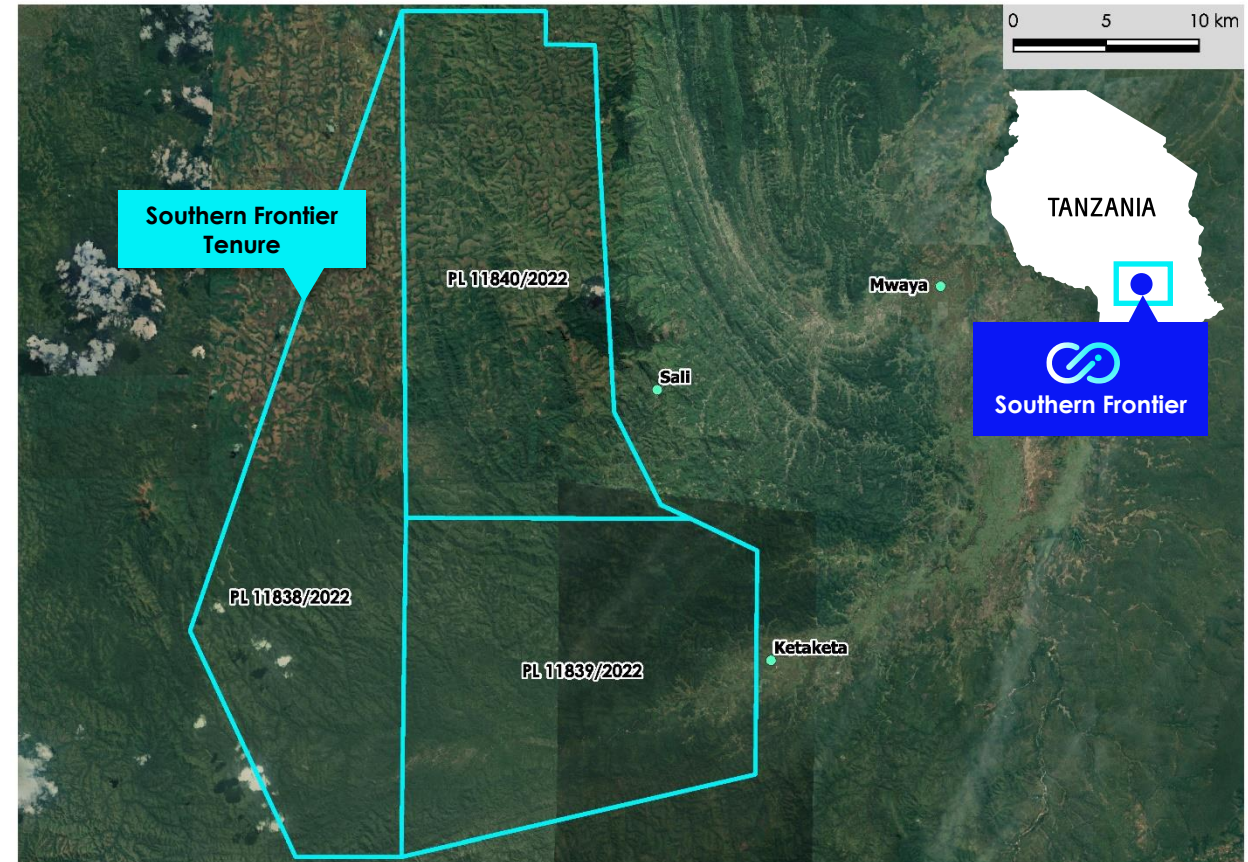 0 5 10 km
TANZANIA
Southern Frontier
Tenure
PL 11840/2022
Mwaya
Sali
Southern Frontier
PL 11838/2022
Ketaketa
PL 11839/2022